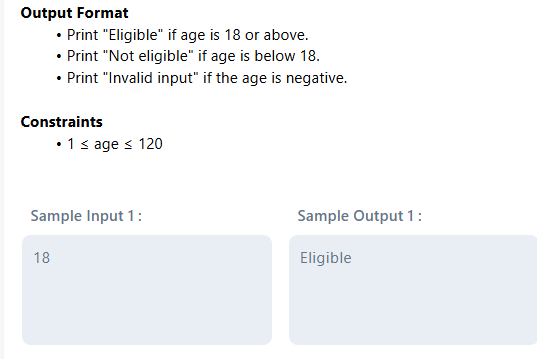 Output Format
• Print "Eligible" if age is 18 or above.
• Print "Not eligible" if age is below 18.
• Print "Invalid input" if the age is negative.
Constraints
• 1 ≤ age ≤ 120
Sample Input 1 :
Sample Output 1 :
18
Eligible